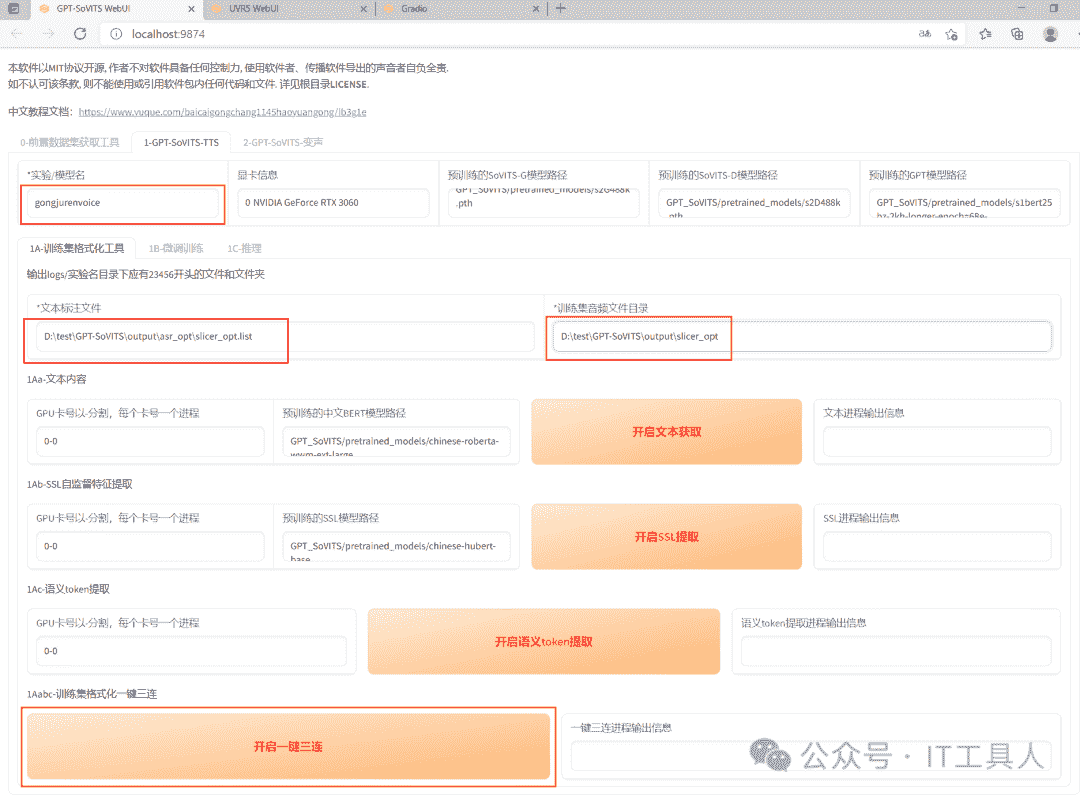 GPT-SoVITS WebUI
UVR5 WebUI
Gradio
localhost:9874
本软件以MIT协议开源, 作者不对软件具备任何控制力, 使用软件者、传播软件导出的声音者自负全责.
如不认可该条款, 则不能使用或引用软件包内任何代码和文件. 详见根目录LICENSE.
中文教程文档: https://www.yuque.com/baicaigongchang1145haoyuangong/ib3g1e
0-前置数据集获取工具
1-GPT-SoVITS-TTS
2-GPT-SoVITS-变声
*实验/模型名
显卡信息
预训练的SoVITS-G模型路径
预训练的SoVITS-D模型路径
预训练的GPT模型路径
gongjurenvoice
0 NVIDIA GeForce RTX 3060
GPT_SoVITS/pretrained_models/s2G488k
.pth
GPT_SoVITS/pretrained_models/s2D488k
.pth
GPT_SoVITS/pretrained_models/s1bert25
hz-2kh-longer-epoch=68e-
1A-训练集格式化工具
1B-微调训练
1C-推理
输出logs/实验名目录下应有23456开头的文件和文件夹
*文本标注文件
*训练集音频文件目录
D:\test\GPT-SoVITS\output\asr_opt\slicer_opt.list
D:\test\GPT-SoVITS\output\slicer_opt
1Aa-文本内容
GPU卡号以-分割，每个卡号一个进程
预训练的中文BERT模型路径
开启文本获取
文本进程输出信息
0-0
GPT_SoVITS/pretrained_models/chinese-roberta-
wwm-ext-large
1Ab-SSL自监督特征提取
GPU卡号以-分割，每个卡号一个进程
预训练的SSL模型路径
开启SSL提取
SSL进程输出信息
0-0
GPT_SoVITS/pretrained_models/chinese-hubert-
base
1Ac-语义token提取
GPU卡号以-分割，每个卡号一个进程
开启语义token提取
语义token提取进程输出信息
0-0
1Aabc-训练集格式化一键三连
开启一键三连
一键三连进程输出信息
公众号 · IT工具人